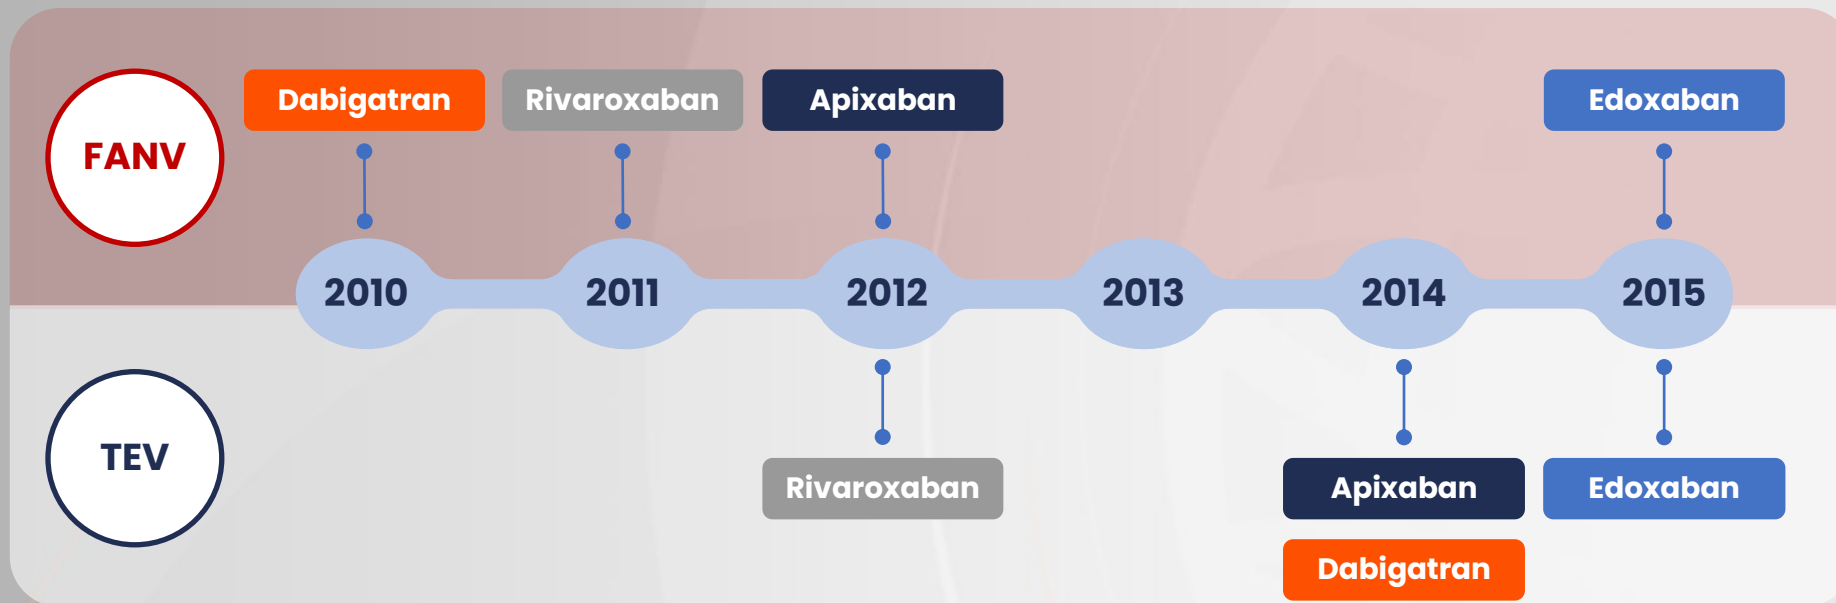 FANV
Dabigatran
Rivaroxaban
Apixaban
Edoxaban
2010
2011
2012
2013
2014
2015
TEV
Rivaroxaban
Apixaban
Edoxaban
Dabigatran